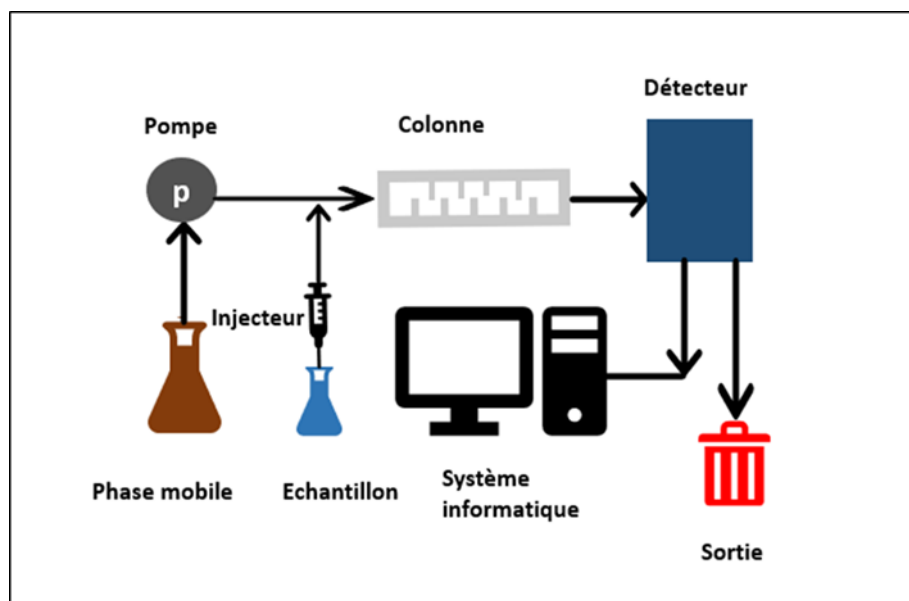 Détecteur
Pompe
Colonne
p
Injecteur
Phase mobile
Echantillon
Système
informatique
Sortie